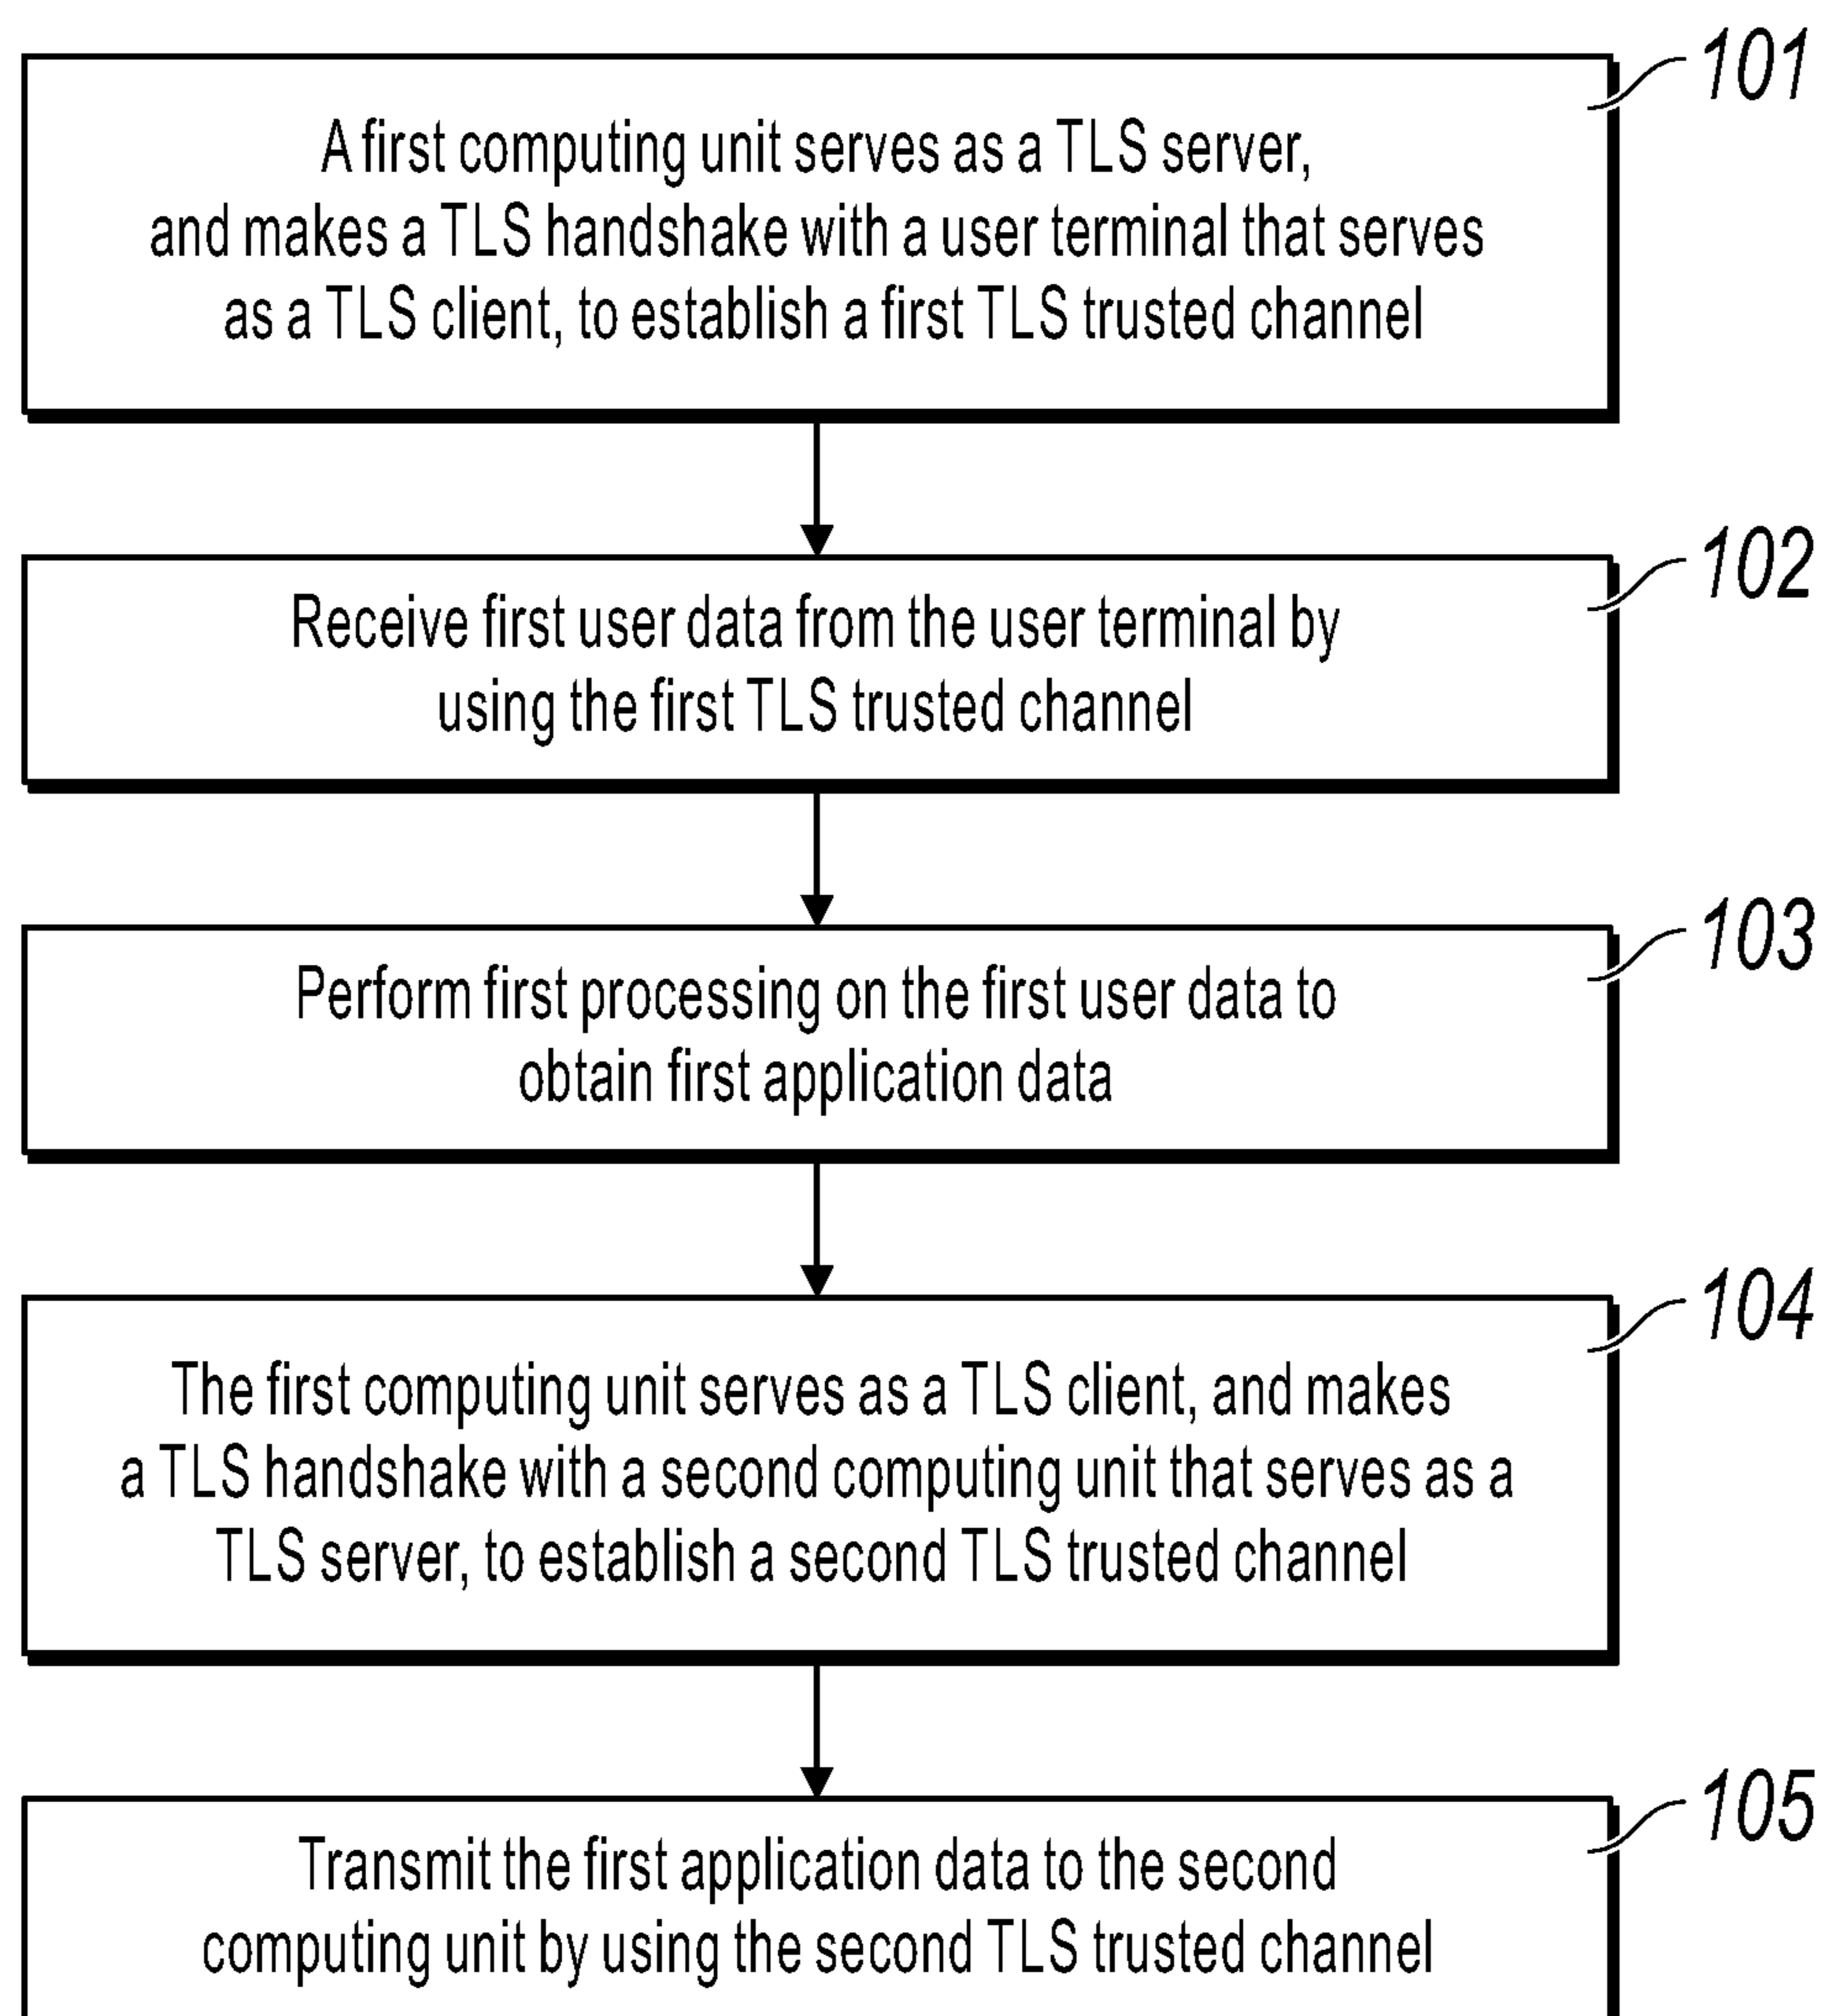 101
A first computing unit serves as a TLS server,
and makes a TLS handshake with a user terminal that serves
as a TLS client, to establish a first TLS trusted channel
102
Receive first user data from the user terminal by
using the first TLS trusted channel
103
Perform first processing on the first user data to
obtain first application data
104
The first computing unit serves as a TLS client, and makes
a TLS handshake with a second computing unit that serves as a
TLS server, to establish a second TLS trusted channel
105
Transmit the first application data to the second
computing unit by using the second TLS trusted channel